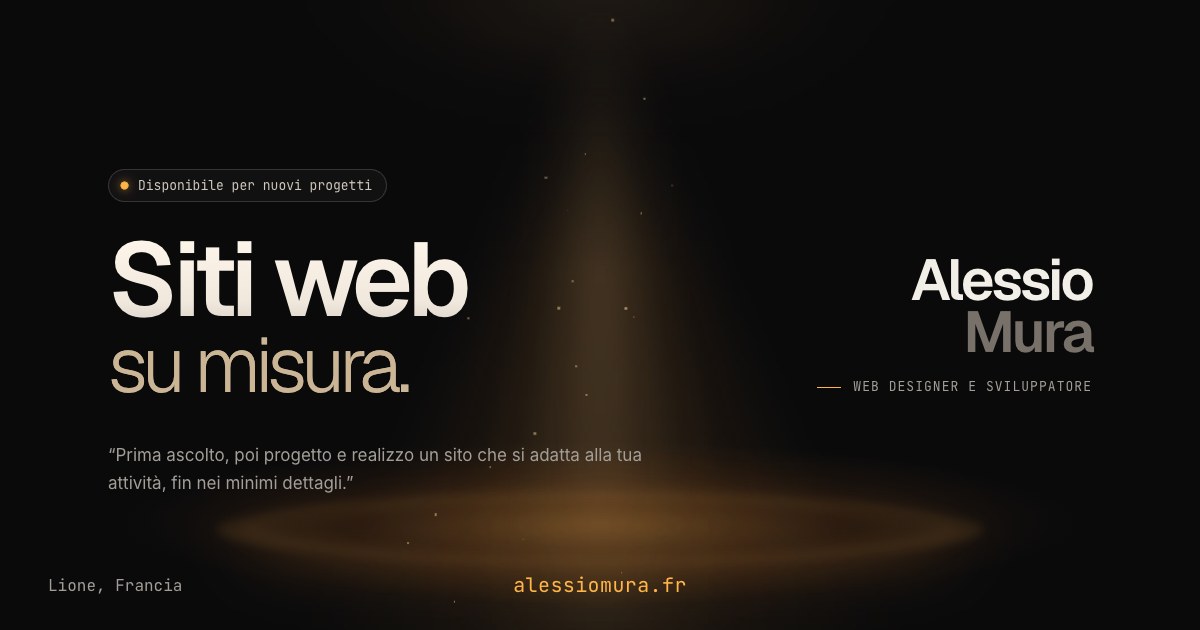 Disponibile per nuovi progetti
Siti web
su misura.
“Prima ascolto, poi progetto e realizzo un sito che si adatta alla tua
attività, fin nei minimi dettagli.”
Alessio
Mura
WEB DESIGNER E SVILUPPATORE
Lione, Francia
alessiomura.fr